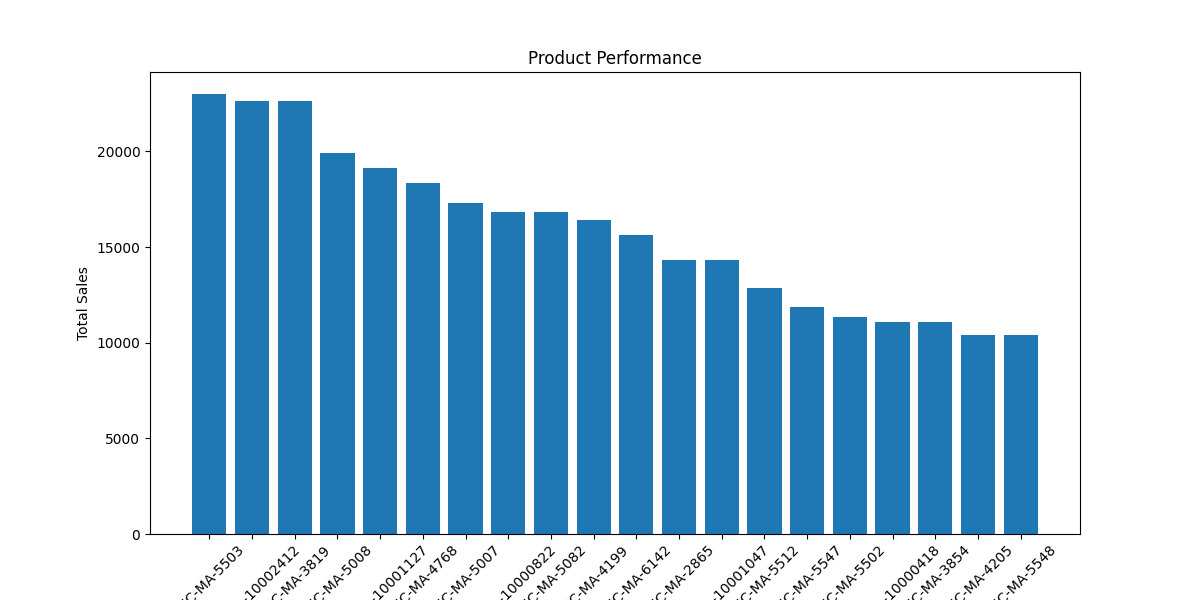 Product Performance
Total Sales
20000
15000
10000
5000
0
C-MA-5503
-10002412
C-MA-3819
C-MA-5008
-10001127
C-MA-4768
C-MA-5007
-10000822
C-MA-5082
C-MA-4199
C-MA-6142
C-MA-2865
-10001047
C-MA-5512
C-MA-5547
C-MA-5502
-10000418
C-MA-3854
C-MA-4205
C-MA-5548